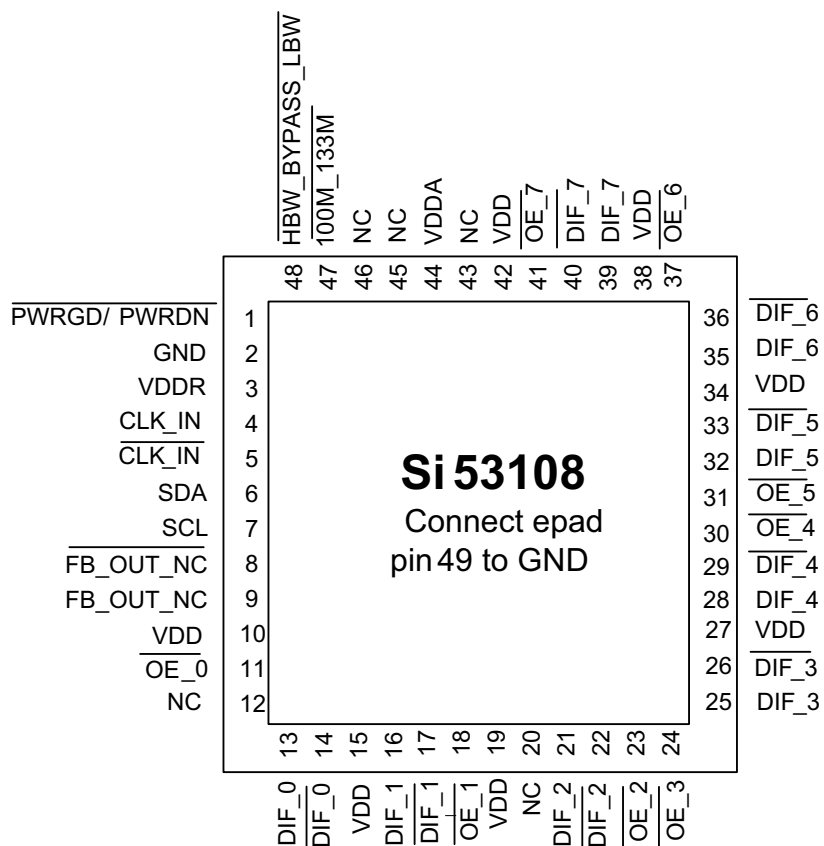 HBW_BYPASS_LBW
100M_133M
NC
NC
VDDA
NC
VDD
OE_7
DIF_7
DIF_7
VDD
OE_6
48 47 46 45 44 43 42 41 40 39 38 37
PWRGD/ PWRDN 1
GND 2
VDDR 3
CLK_IN 4
CLK_IN 5
SDA 6
SCL 7
FB_OUT_NC 8
FB_OUT_NC 9
VDD 10
OE_0 11
NC 12
Si53108
Connect epad
pin 49 to GND
36 DIF_6
35 DIF_6
34 VDD
33 DIF_5
32 DIF_5
31 OE_5
30 OE_4
29 DIF_4
28 DIF_4
27 VDD
26 DIF_3
25 DIF_3
13 14 15 16 17 18 19 20 21 22 23 24
DIF_0
DIF_0
VDD
DIF_1
DIF_1
OE_1
VDD
NC
DIF_2
DIF_2
OE_2
OE_3